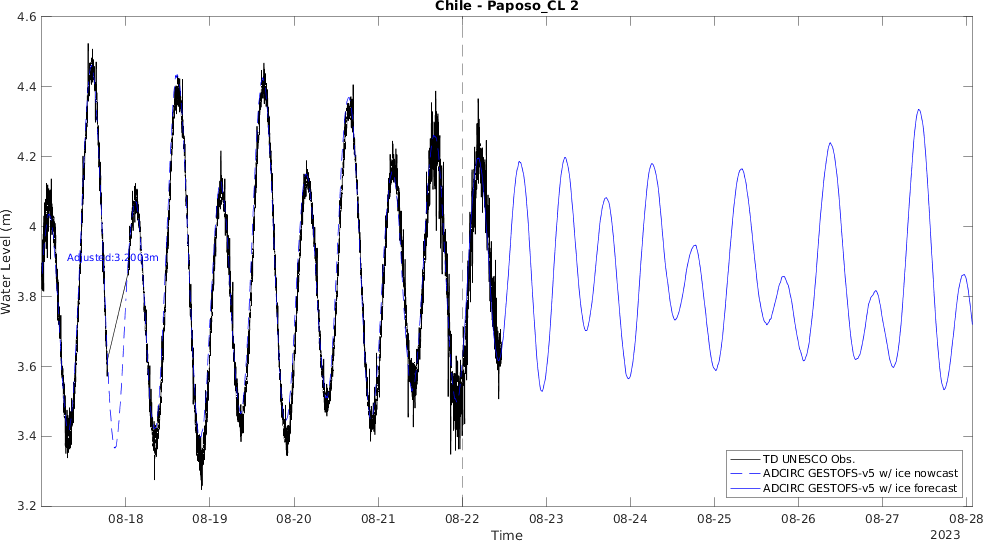 Chile - Paposo_CL 2
4.6
4.4
4.2
4
3.8
3.6
3.4
3.2
Water Level (m)
Adjusted:3.2003m
TD UNESCO Obs.
ADCIRC GESTOFS-v5 w/ ice nowcast
ADCIRC GESTOFS-v5 w/ ice forecast
08-18 08-19 08-20 08-21 08-22 08-23 08-24 08-25 08-26 08-27 08-28
Time
2023